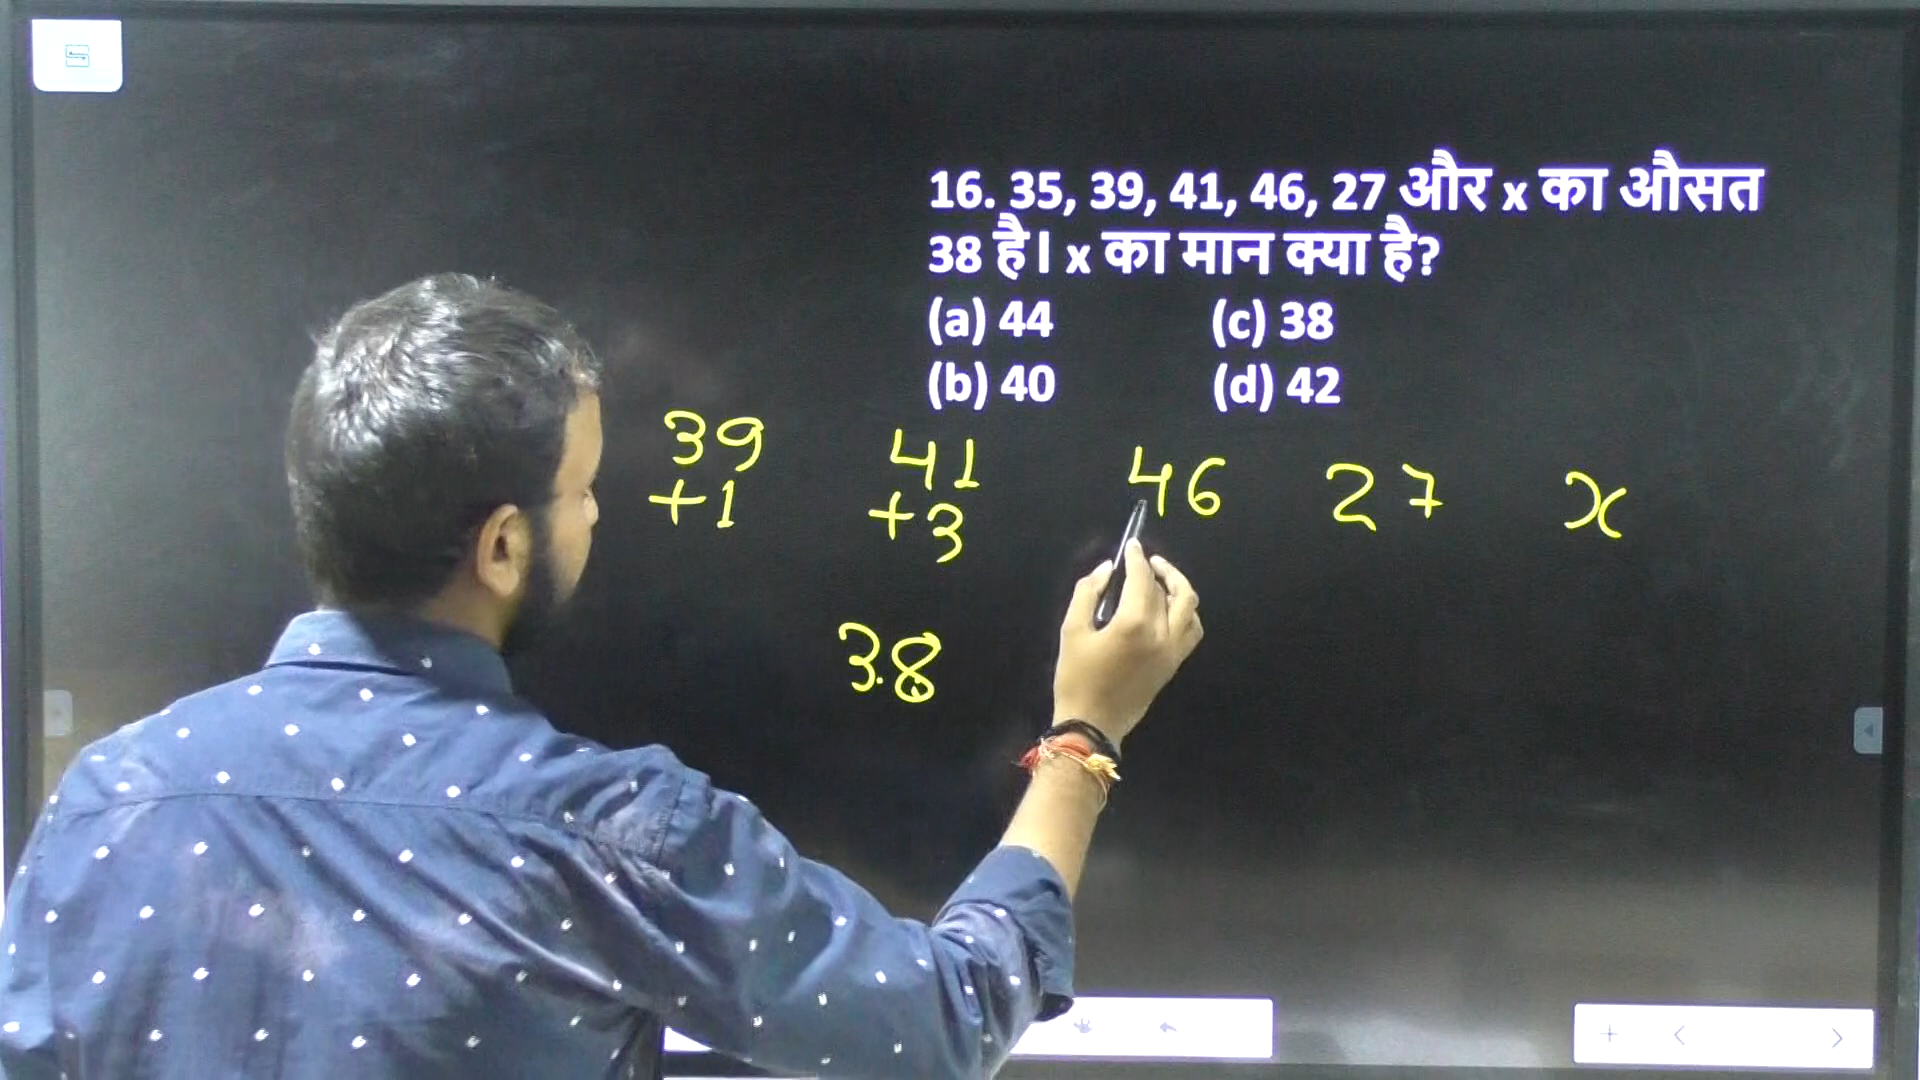 16. 35, 39, 41, 46, 27 और x का औसत
38 है। x का मान क्या है?
(a) 44 (c) 38
(b) 40 (d) 42
39 41 46 27 x
+1 +3
38